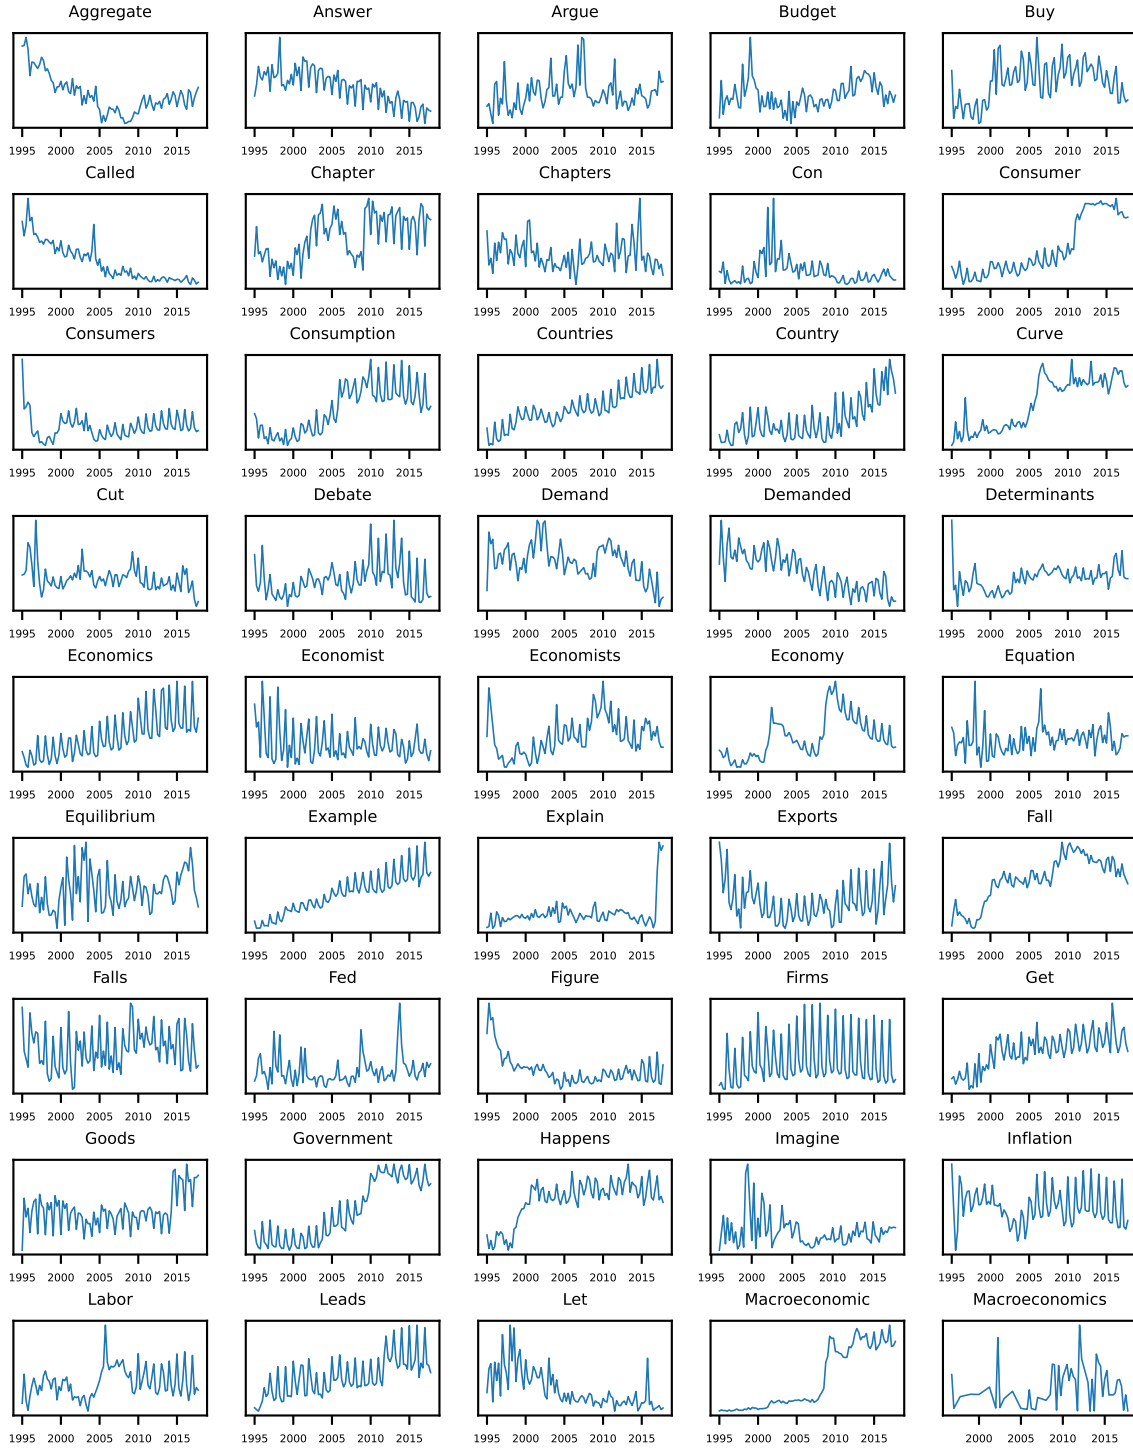 Aggregate Answer Argue Budget Buy
1995 2000 2005 2010 2015 1995 2000 2005 2010 2015 1995 2000 2005 2010 2015 1995 2000 2005 2010 2015 1995 2000 2005 2010 2015
Called Chapter Chapters Con Consumer
1995 2000 2005 2010 2015 1995 2000 2005 2010 2015 1995 2000 2005 2010 2015 1995 2000 2005 2010 2015 1995 2000 2005 2010 2015
Consumers Consumption Countries Country Curve
1995 2000 2005 2010 2015 1995 2000 2005 2010 2015 1995 2000 2005 2010 2015 1995 2000 2005 2010 2015 1995 2000 2005 2010 2015
Cut Debate Demand Demanded Determinants
1995 2000 2005 2010 2015 1995 2000 2005 2010 2015 1995 2000 2005 2010 2015 1995 2000 2005 2010 2015 1995 2000 2005 2010 2015
Economics Economist Economists Economy Equation
1995 2000 2005 2010 2015 1995 2000 2005 2010 2015 1995 2000 2005 2010 2015 1995 2000 2005 2010 2015 1995 2000 2005 2010 2015
Equilibrium Example Explain Exports Fall
1995 2000 2005 2010 2015 1995 2000 2005 2010 2015 1995 2000 2005 2010 2015 1995 2000 2005 2010 2015 1995 2000 2005 2010 2015
Falls Fed Figure Firms Get
1995 2000 2005 2010 2015 1995 2000 2005 2010 2015 1995 2000 2005 2010 2015 1995 2000 2005 2010 2015 1995 2000 2005 2010 2015
Goods Government Happens Imagine Inflation
1995 2000 2005 2010 2015 1995 2000 2005 2010 2015 1995 2000 2005 2010 2015 1995 2000 2005 2010 2015 1995 2000 2005 2010 2015
Labor Leads Let Macroeconomic Macroeconomics
1995 2000 2005 2010 2015 1995 2000 2005 2010 2015 1995 2000 2005 2010 2015 1995 2000 2005 2010 2015 2000 2005 2010 2015